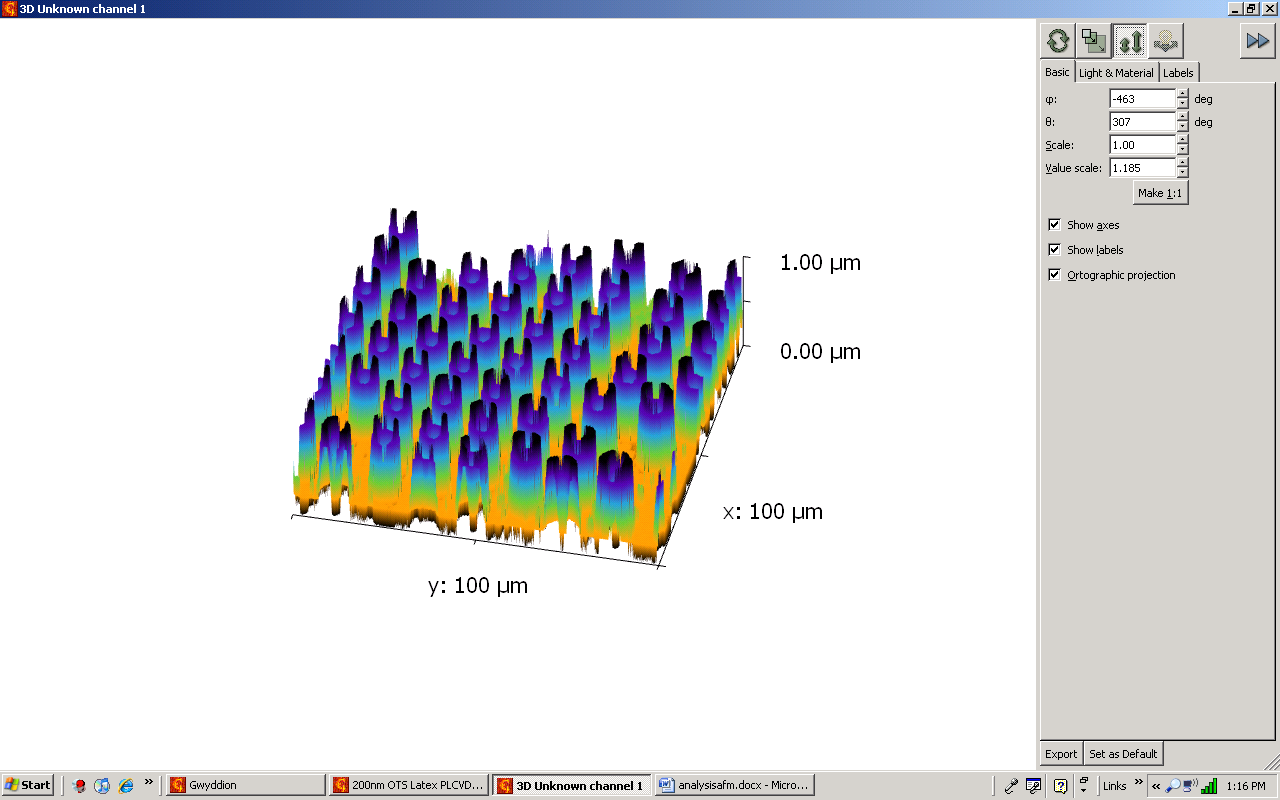 3D Unknown channel 1
Basic
Light & Material
Labels
φ:
-463
deg
θ:
307
deg
Scale:
1.00
Value scale:
1.185
Make 1:1
Show axes
Show labels
Ortographic projection
1.00 µm
0.00 µm
x: 100 µm
y: 100 µm
Export
Set as Default
Start
»
Gwyddion
200nm OTS Latex PLCVD...
3D Unknown channel 1
analysisafm.docx - Micro...
Links
»
«
1:16 PM